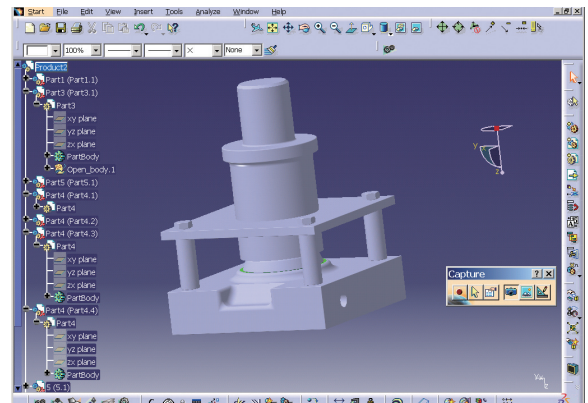 Start File Edit View Insert Tools Analyze Window Help
100% None
Product2
Part1 (Part1.1)
Part3 (Part3.1)
Part3
xy plane
yz plane
zx plane
PartBody
Open_body.1
Part5 (Part5.1)
Part4 (Part4.1)
Part4
Part4 (Part4.2)
Part4 (Part4.3)
Part4
xy plane
yz plane
zx plane
PartBody
Part4 (Part4.4)
Part4
xy plane
yz plane
zx plane
PartBody
5 (5.1)
Capture
y
z